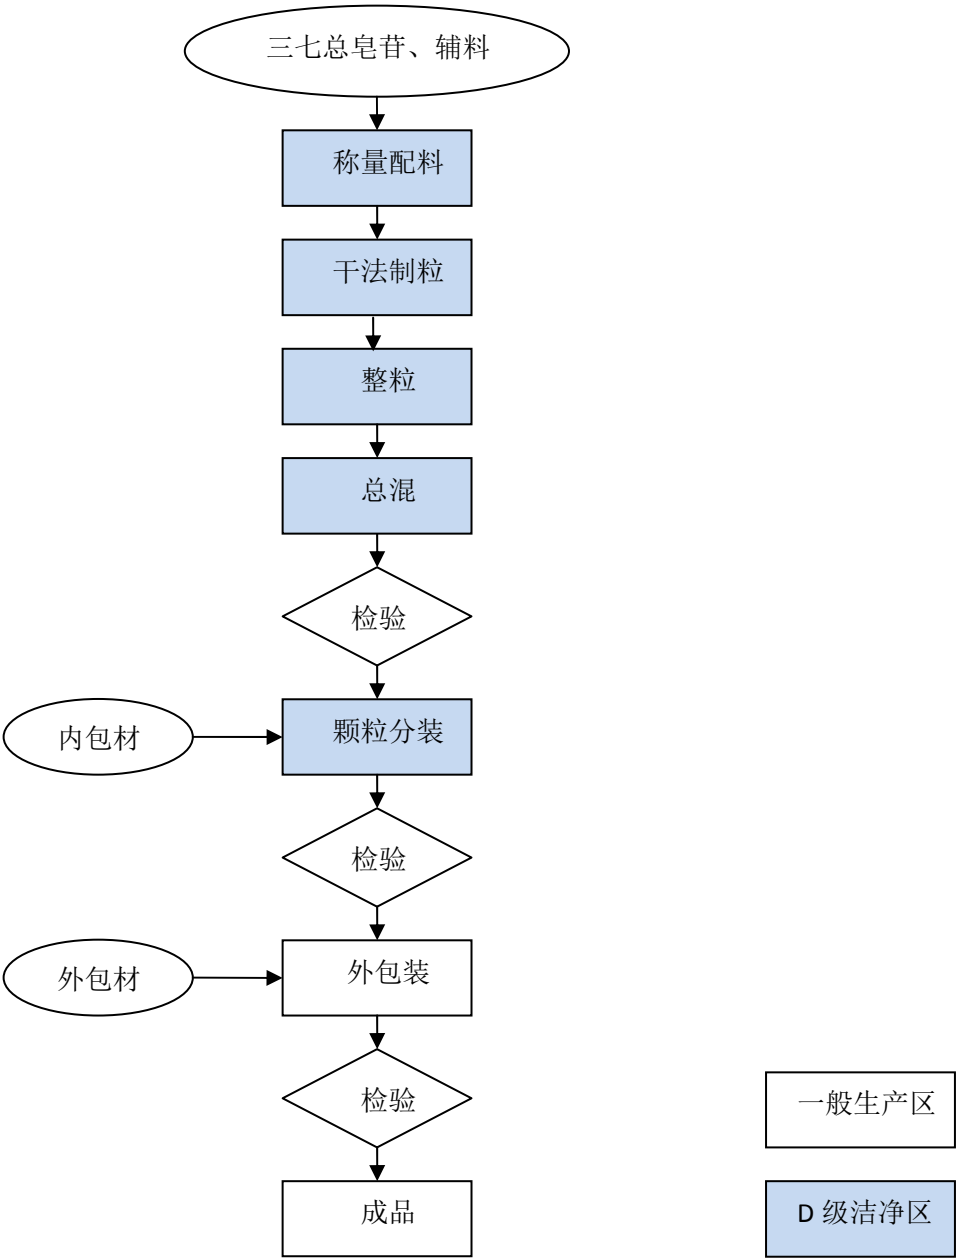 三七总皂苷、辅料
称量配料
干法制粒
整粒
总混
检验
内包材
颗粒分装
检验
外包材
外包装
检验
一般生产区
成品
D 级洁净区